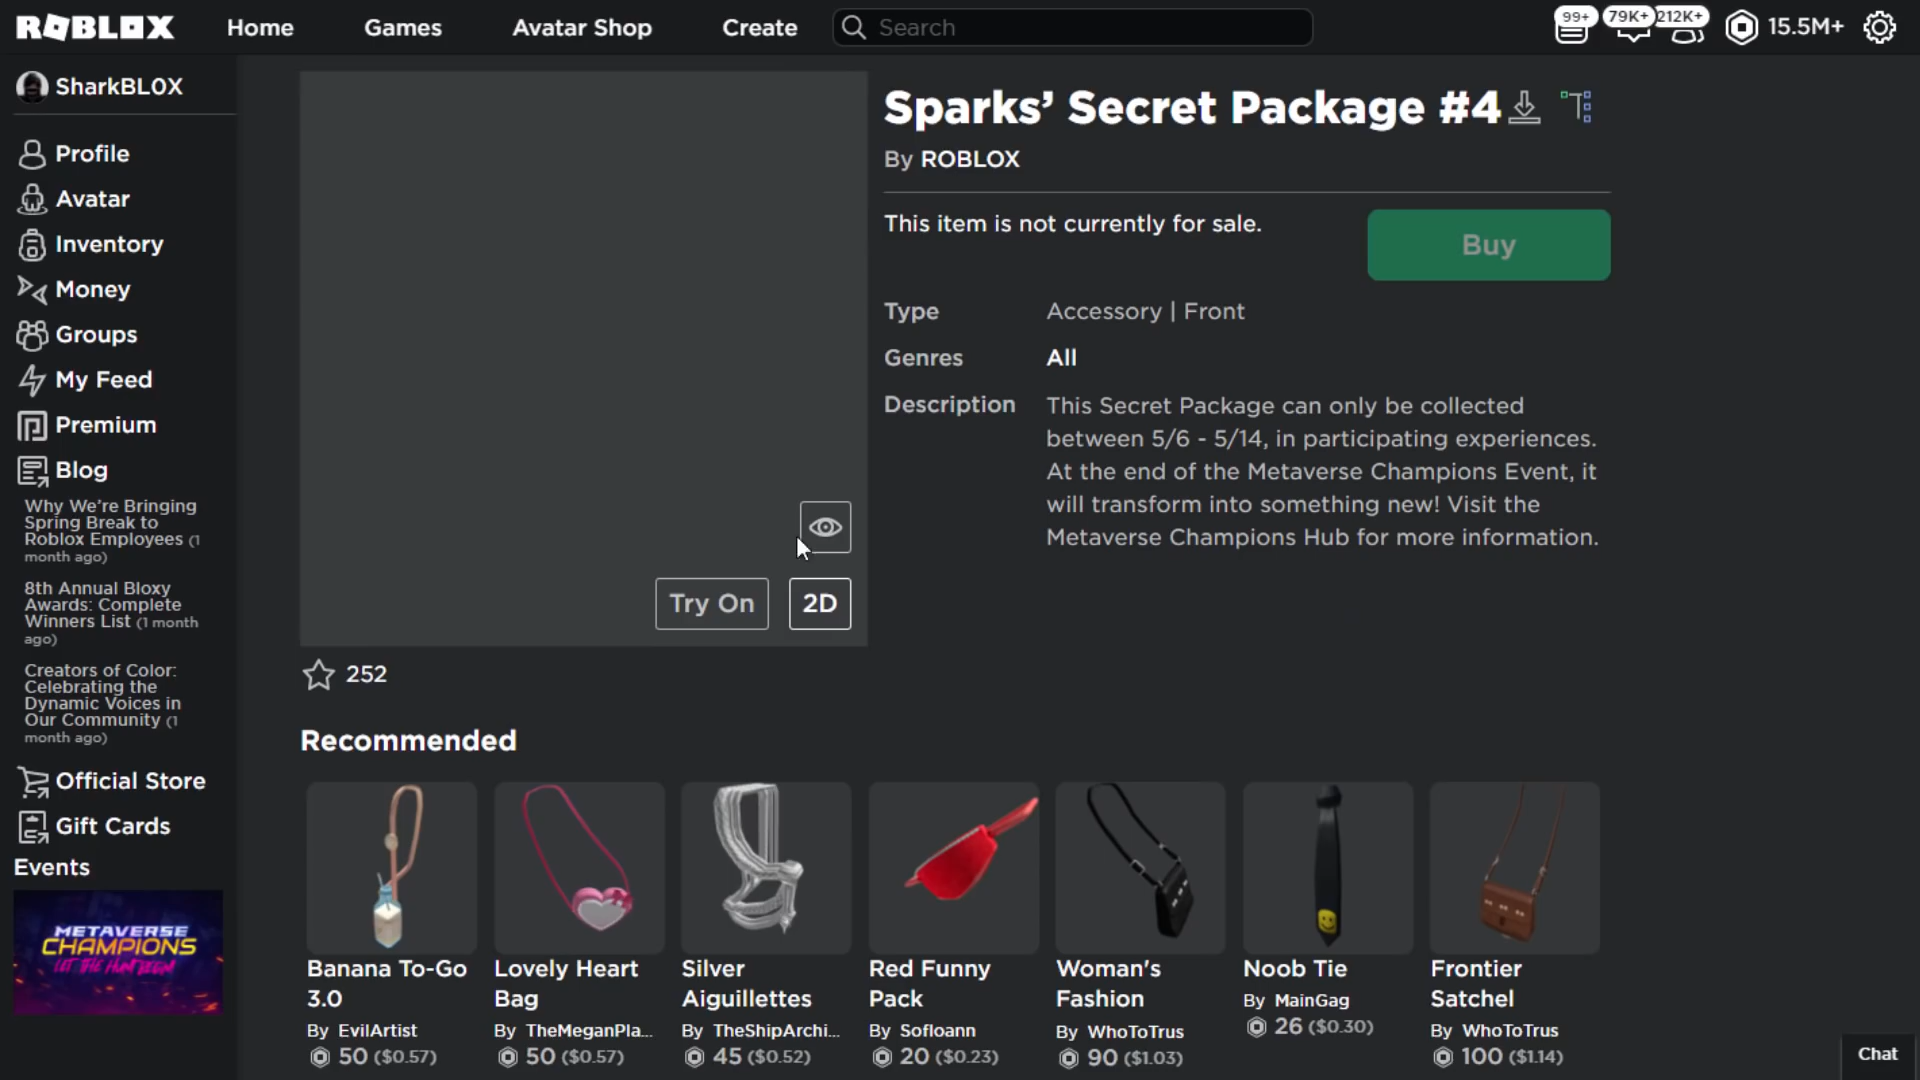 ROBLOX
Home
Games
Avatar Shop
Create
Search
99+
79K+
212K+
15.5M+
SharkBL0X
Profile
Avatar
Inventory
Money
Groups
My Feed
Premium
Blog
Why We're Bringing
Spring Break to
Roblox Employees (1
month ago)
8th Annual Bloxy
Awards: Complete
Winners List (1 month
ago)
Creators of Color:
Celebrating the
Dynamic Voices in
Our Community (1
month ago)
Official Store
Gift Cards
Events
METAVERSE
CHAMPIONS
LET THE HUNT BEGIN
Sparks' Secret Package #4
By ROBLOX
This item is not currently for sale.
Buy
Type
Accessory | Front
Genres
All
Description
This Secret Package can only be collected
between 5/6 - 5/14, in participating experiences.
At the end of the Metaverse Champions Event, it
will transform into something new! Visit the
Metaverse Champions Hub for more information.
Try On
2D
252
Recommended
Banana To-Go
3.0
By EvilArtist
50 ($0.57)
Lovely Heart
Bag
By TheMeganPla...
50 ($0.57)
Silver
Aiguillettes
By TheShipArchi...
45 ($0.52)
Red Funny
Pack
By Sofloann
20 ($0.23)
Woman's
Fashion
By WhoToTrus
90 ($1.03)
Noob Tie
By MainGag
26 ($0.30)
Frontier
Satchel
By WhoToTrus
100 ($1.14)
Chat